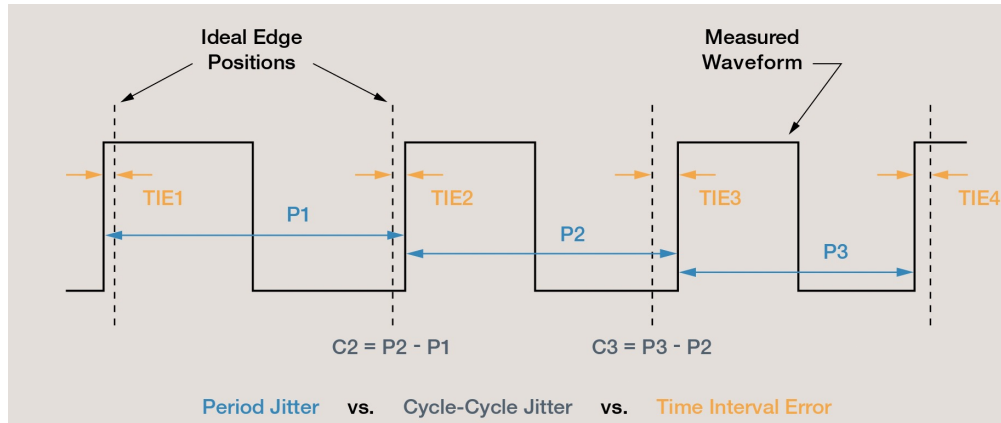 Ideal Edge
Positions
Measured
Waveform
TIE1
TIE2
TIE3
TIE4
P1
P2
P3
C2 = P2 - P1
C3 = P3 - P2
Period Jitter vs. Cycle-Cycle Jitter vs. Time Interval Error